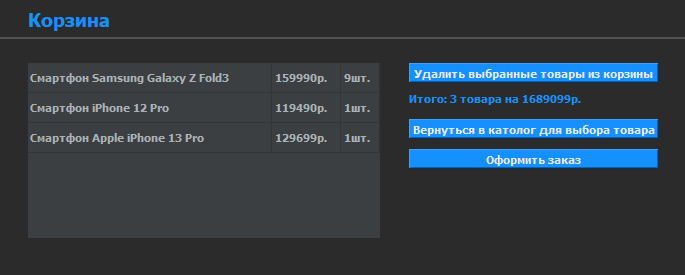 Корзина
Смартфон Samsung Galaxy Z Fold3 159990р. 9шт.
Смартфон iPhone 12 Pro 119490р. 1шт.
Смартфон Apple iPhone 13 Pro 129699р. 1шт.
Удалить выбранные товары из корзины
Итого: 3 товара на 1689099р.
Вернуться в католог для выбора товара
Оформить заказ